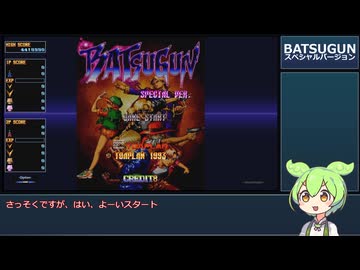 HIGH SCORE
1P SCORE
EXP
2P SCORE
EXP
BATSUGUN
SPECIAL VER.
GAME START
TOAPLAN
© TOAPLAN 1993
CREDITS
BATSUGUN
スペシャルバージョン
さっそくですが、はい、よーいスタート